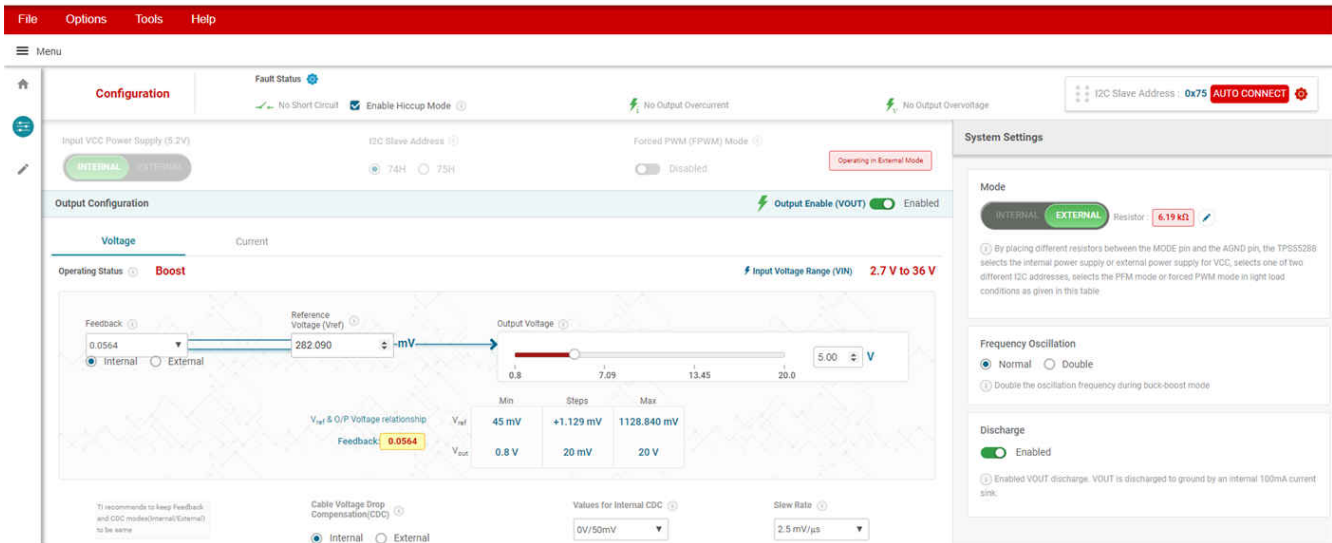 File Options Tools Help
Menu
Configuration
Fault Status
No Short Circuit Enable Hiccup Mode No Output Overcurrent No Output Overvoltage
I2C Slave Address : 0x75 AUTO CONNECT
Input VCC Power Supply (5.2V) I2C Slave Address Forced PWM (FPWM) Mode
INTERNAL EXTERNAL 74H 75H Disabled Operating in External Mode
Output Configuration Output Enable (VOUT) Enabled
Voltage Current
Operating Status Boost Input Voltage Range (VIN) 2.7 V to 36 V
Feedback
0.0564
Internal External
Reference
Voltage (Vref)
282.090 mV
Output Voltage
5.00 V
0.8 7.09 13.45 20.0
Min Steps Max
Vref & O/P Voltage relationship Vref 45 mV +1.129 mV 1128.840 mV
Feedback: 0.0564
Vout 0.8 V 20 mV 20 V
TI recommends to keep Feedback
and CDC modes(Internal/External)
to be same
Cable Voltage Drop
Compensation(CDC)
Internal External
Values for Internal CDC
0V/50mV
Slew Rate
2.5 mV/µs
System Settings
Mode
INTERNAL EXTERNAL Resistor : 6.19 kΩ
By placing different resistors between the MODE pin and the AGND pin, the TPS55288
selects the internal power supply or external power supply for VCC, selects one of two
different I2C addresses, selects the PFM mode or forced PWM mode in light load
conditions as given in this table
Frequency Oscillation
Normal Double
Double the oscillation frequency during buck-boost mode
Discharge
Enabled
Enabled VOUT discharge. VOUT is discharged to ground by an internal 100mA current
sink.